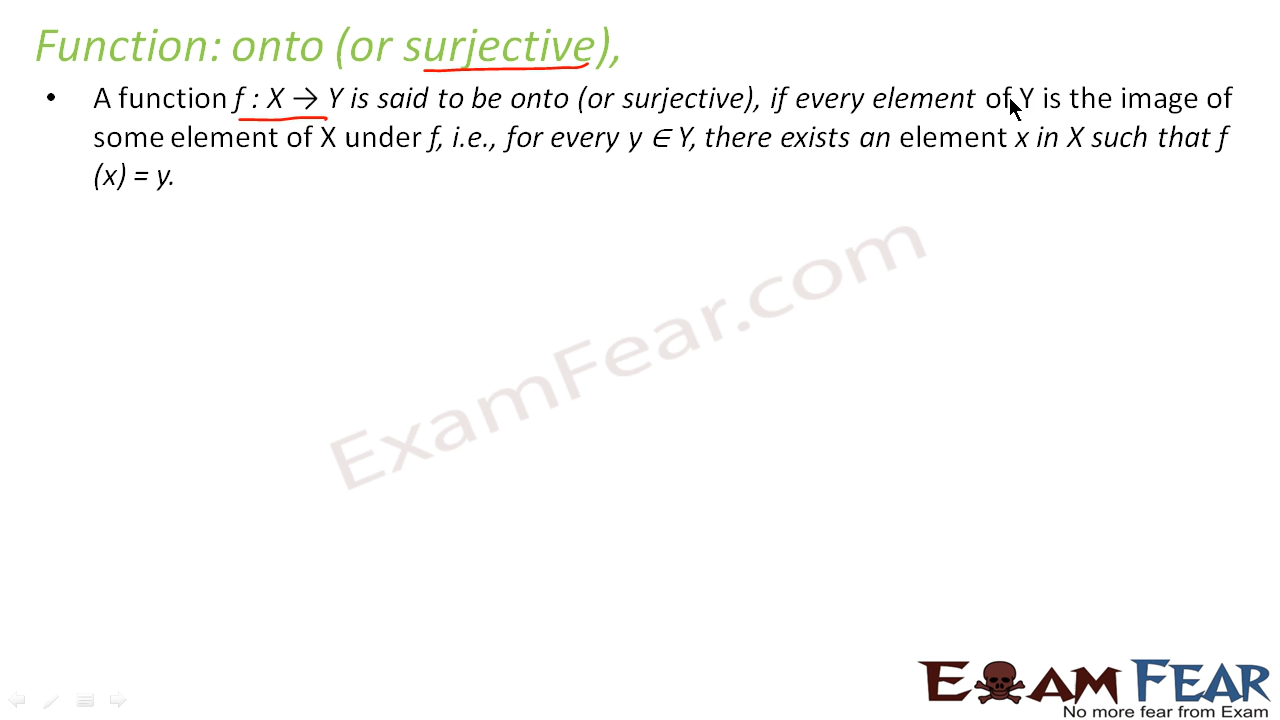 Function: onto (or surjective),
• A function f : X → Y is said to be onto (or surjective), if every element of Y is the image of
some element of X under f, i.e., for every y ∈ Y, there exists an element x in X such that f
(x) = y.
ExamFear.com
EXAM FEAR
No more fear from Exam